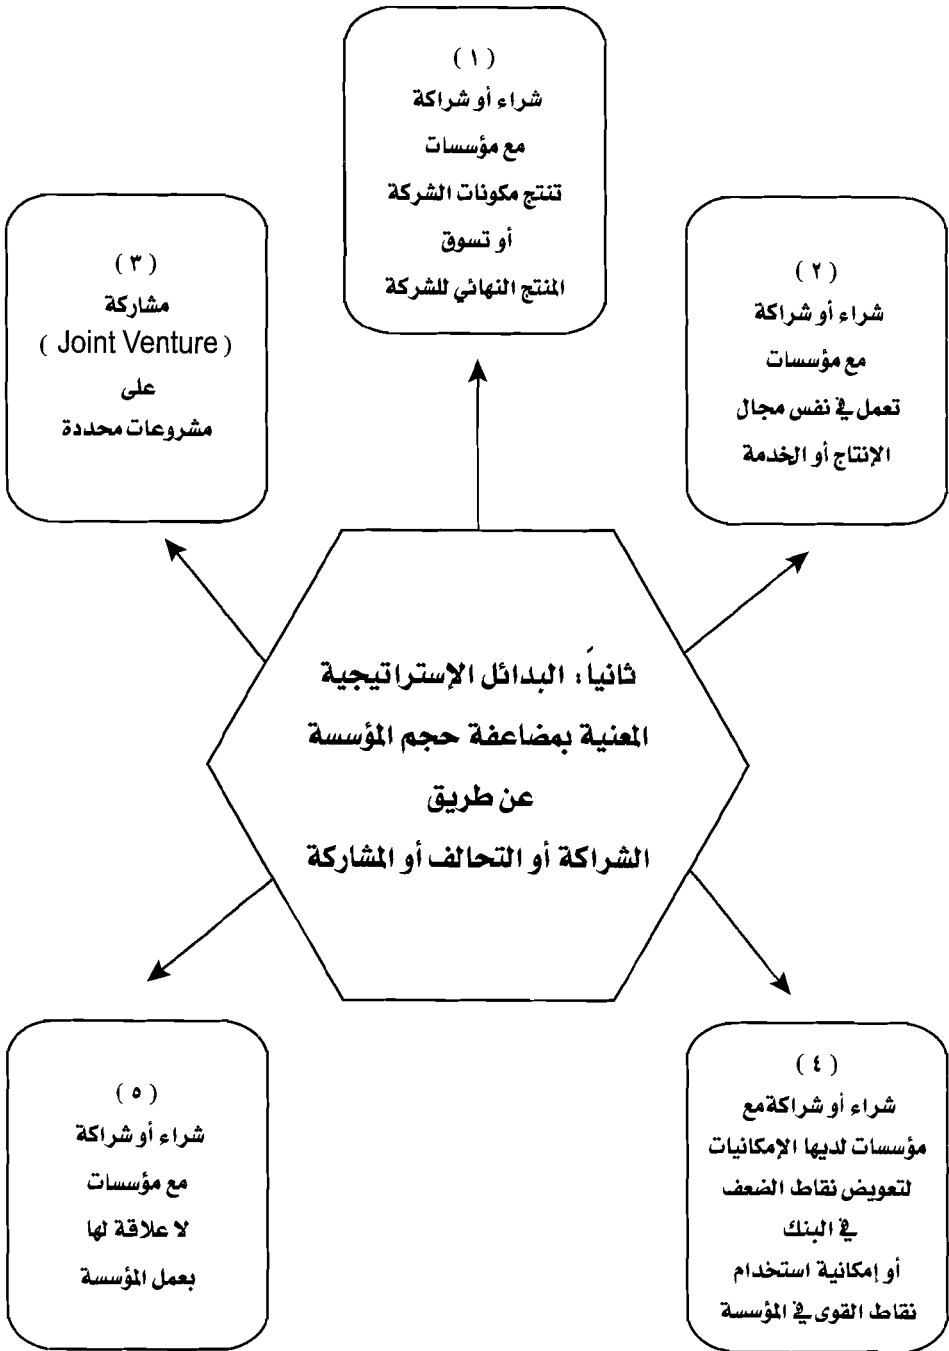 ( ١ )
شراء أو شراكة
مع مؤسسات
تنتج مكونات الشركة
أو تسوق
المنتج النهائي للشركة
( ٢ )
شراء أو شراكة
مع مؤسسات
تعمل في نفس مجال
الإنتاج أو الخدمة
( ٣ )
مشاركة
( Joint Venture )
على
مشروعات محددة
ثانياً: البدائل الإستراتيجية
المعنية بمضاعفة حجم المؤسسة
عن طريق
الشراكة أو التحالف أو المشاركة
( ٤ )
شراء أو شراكة مع
مؤسسات لديها الإمكانيات
لتعويض نقاط الضعف
في البنك
أو إمكانية استخدام
نقاط القوى في المؤسسة
( ٥ )
شراء أو شراكة
مع مؤسسات
لا علاقة لها
بعمل المؤسسة